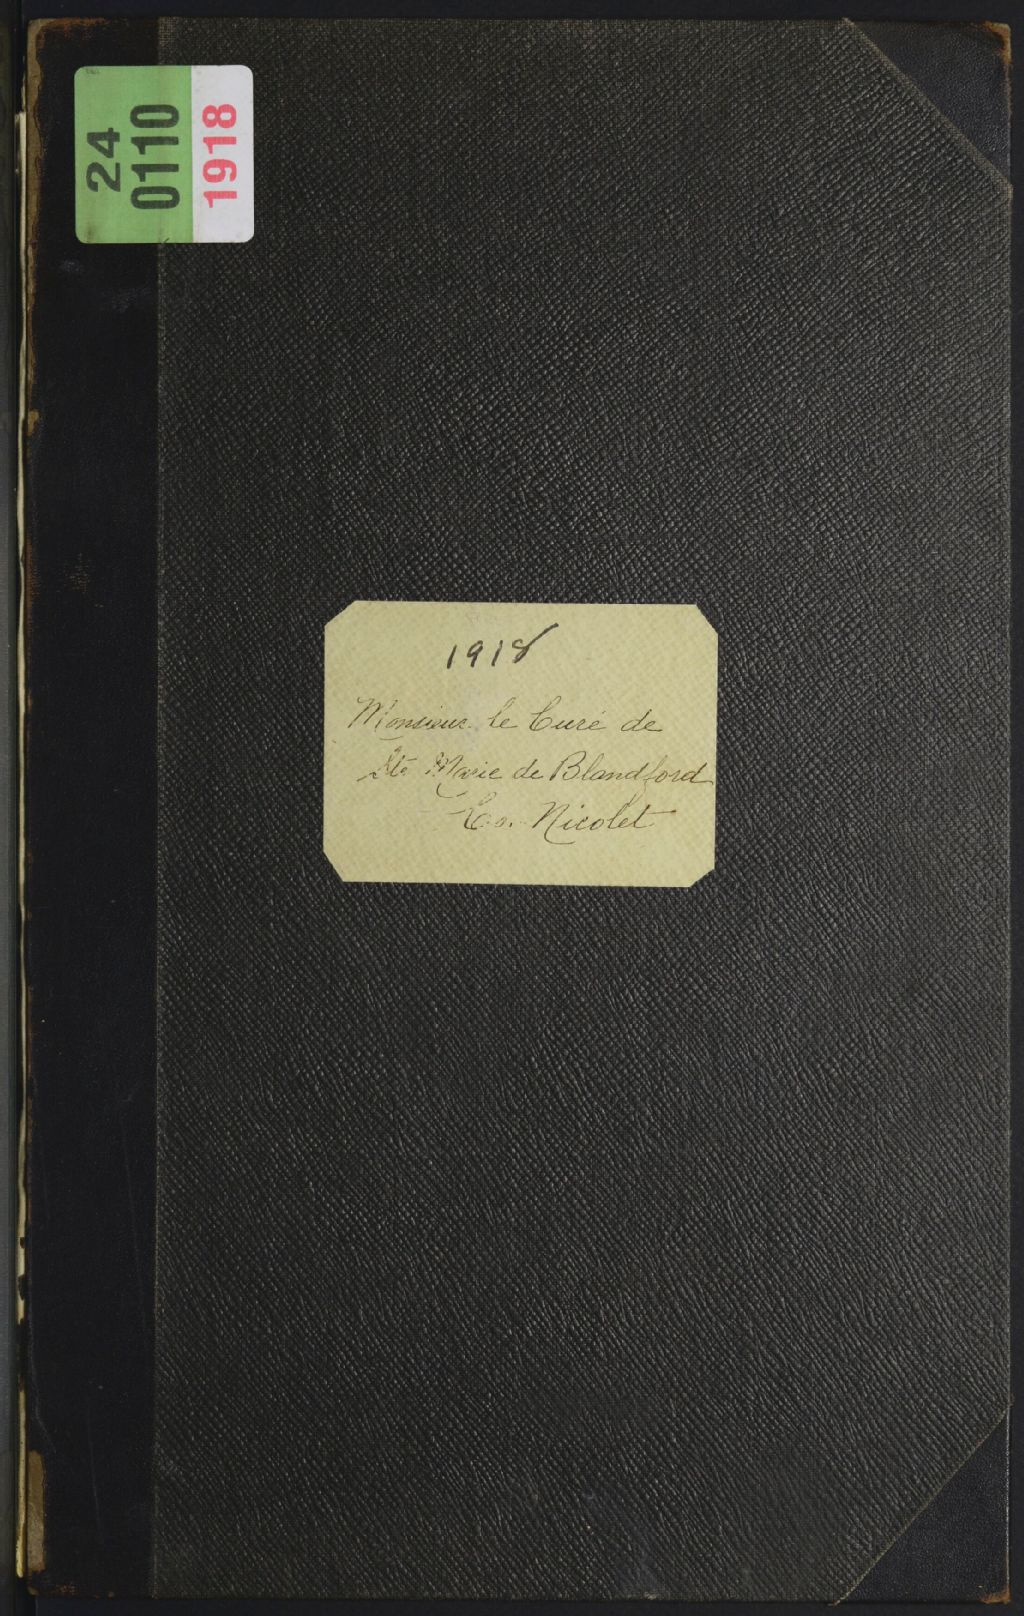 24
0110
1918
1918
Monsieur le Curé de
Ste Marie de Blandford
Co. Nicolet